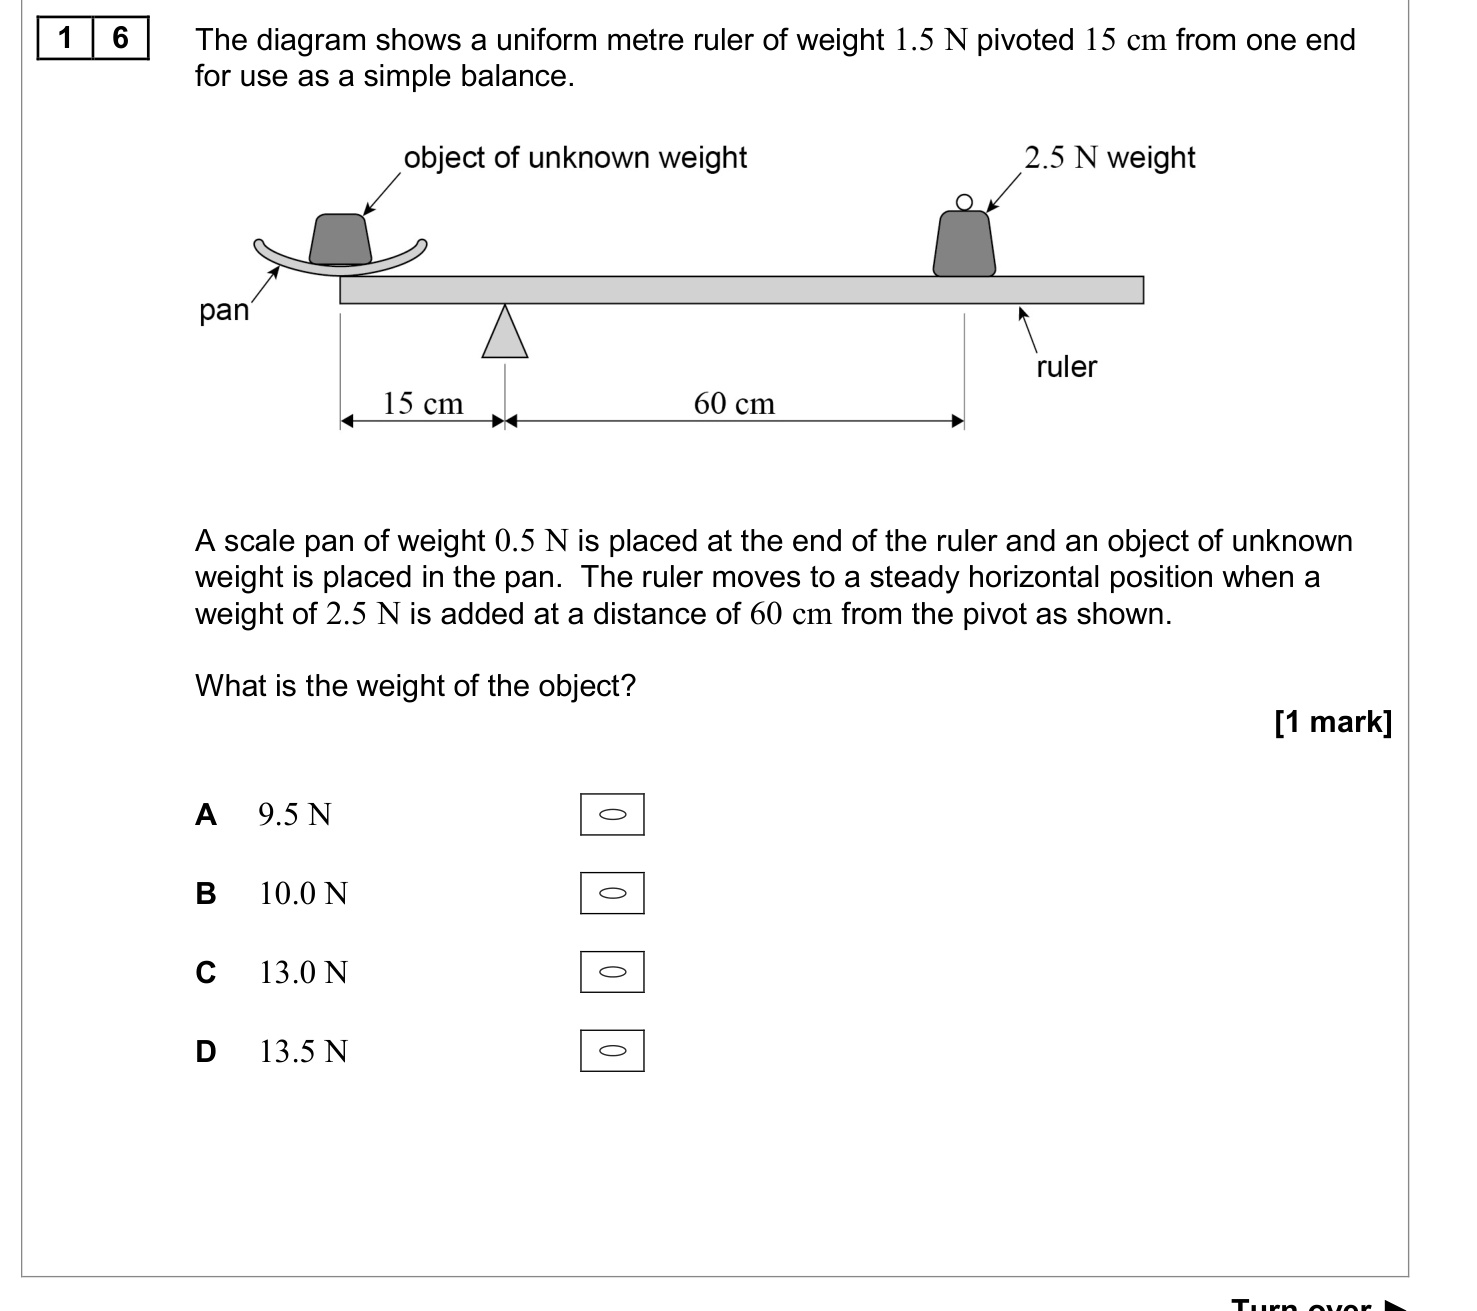 1 6
The diagram shows a uniform metre ruler of weight 1.5 N pivoted 15 cm from one end
for use as a simple balance.
object of unknown weight
2.5 N weight
pan
ruler
15 cm
60 cm
A scale pan of weight 0.5 N is placed at the end of the ruler and an object of unknown
weight is placed in the pan. The ruler moves to a steady horizontal position when a
weight of 2.5 N is added at a distance of 60 cm from the pivot as shown.
What is the weight of the object?
[1 mark]
A 9.5 N
B 10.0 N
C 13.0 N
D 13.5 N
Turn over